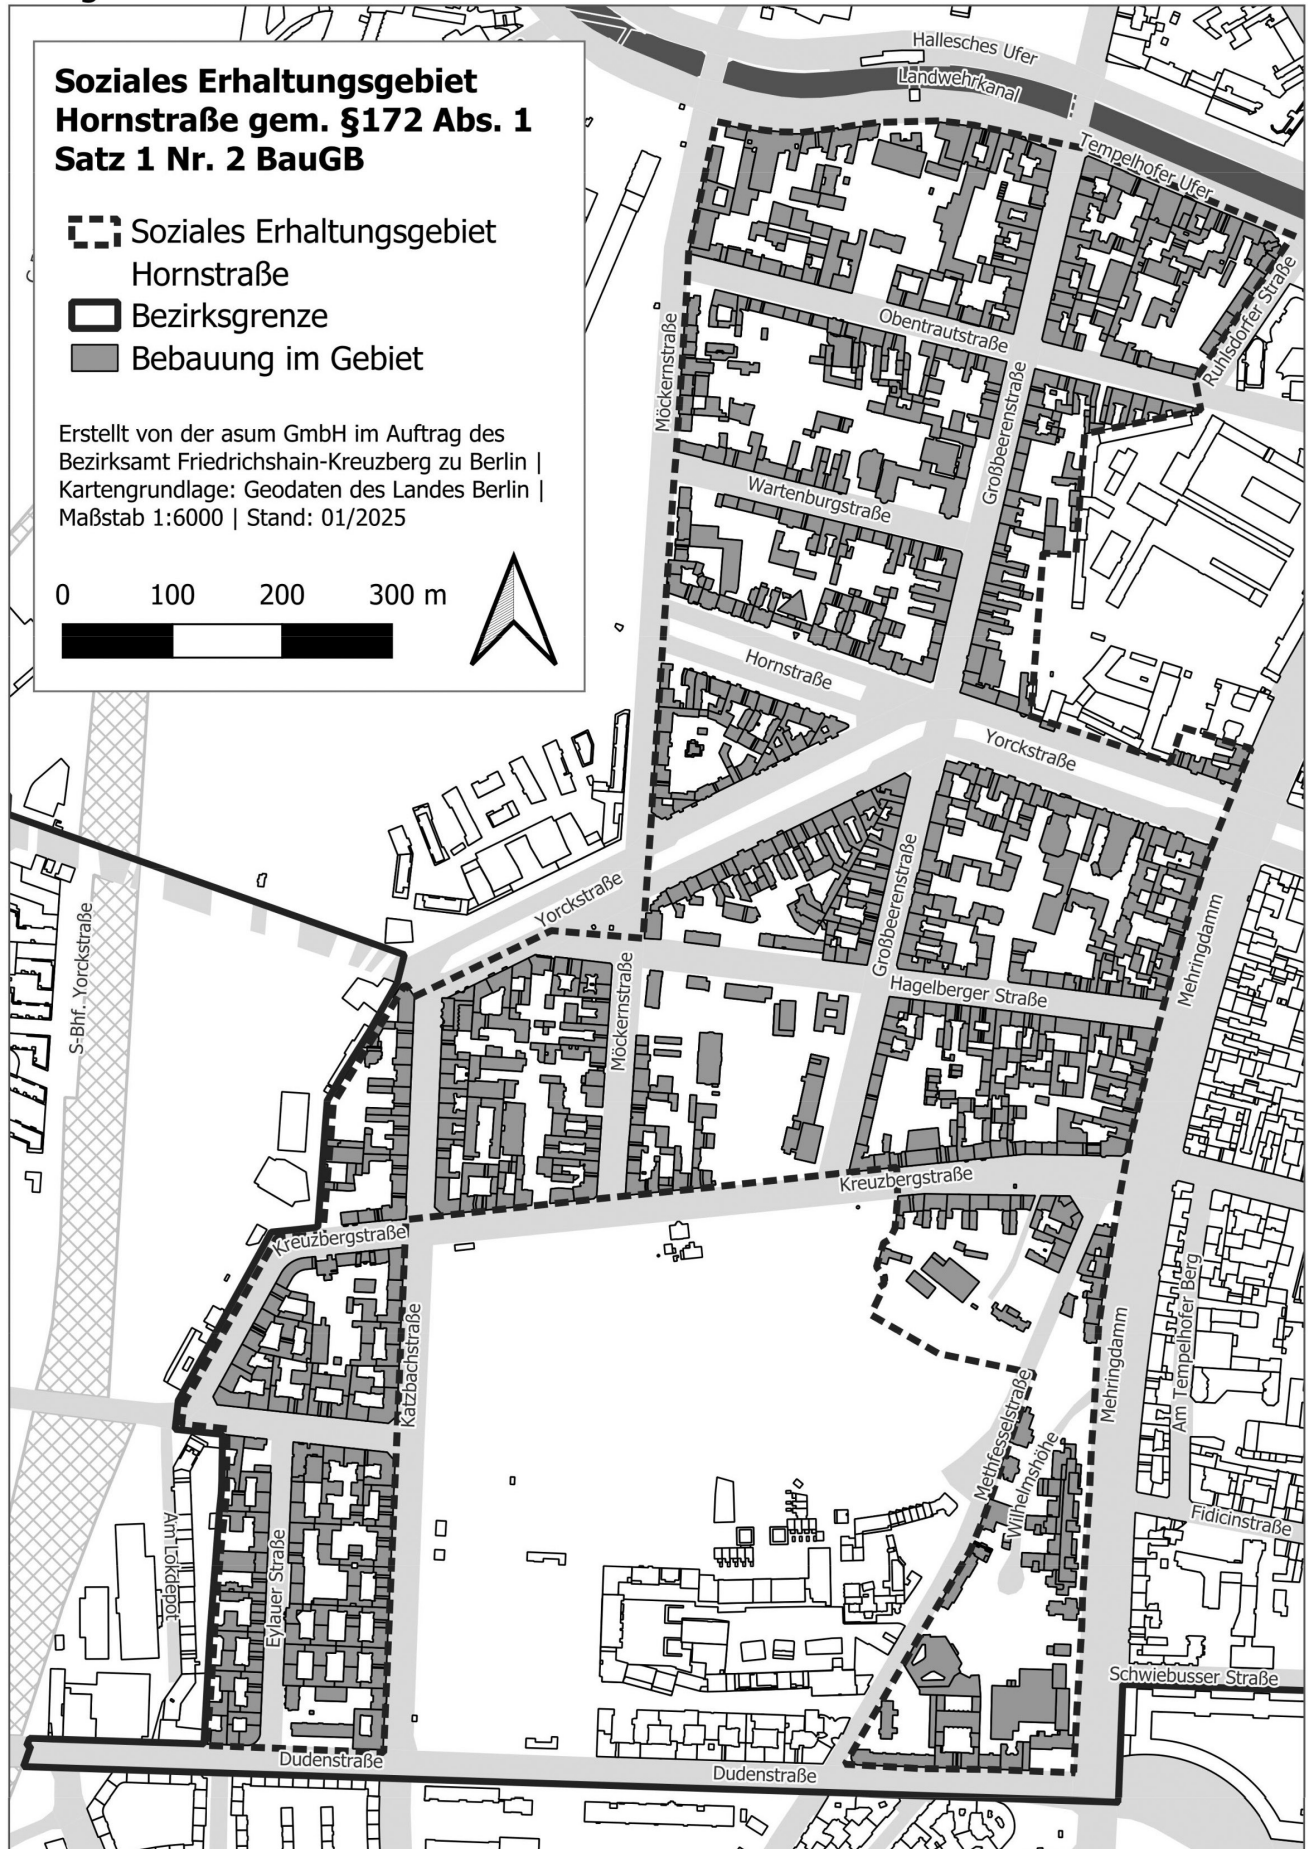 Soziales Erhaltungsgebiet
Hornstraße gem. §172 Abs. 1
Satz 1 Nr. 2 BauGB
Soziales Erhaltungsgebiet
Hornstraße
Bezirksgrenze
Bebauung im Gebiet
Erstellt von der asum GmbH im Auftrag des
Bezirksamt Friedrichshain-Kreuzberg zu Berlin |
Kartengrundlage: Geodaten des Landes Berlin |
Maßstab 1:6000 | Stand: 01/2025
0 100 200 300 m
Hallesches Ufer
Landwehrkanal
Tempelhofer Ufer
Ruhlsdorfer Straße
Obentrautstraße
Möckernstraße
Großbeerenstraße
Wartenburgstraße
Hornstraße
Yorckstraße
Yorckstraße
Großbeerenstraße
Mehringdamm
S-Bhf. Yorckstraße
Möckernstraße
Hagelberger Straße
Kreuzbergstraße
Kreuzbergstraße
Katzbachstraße
Mehringdamm
Am Tempelhofer Berg
Methfesselstraße
Wilhelmshöhe
Fidicinstraße
Am Lokdepot
Eylauer Straße
Schwiebusser Straße
Dudenstraße
Dudenstraße